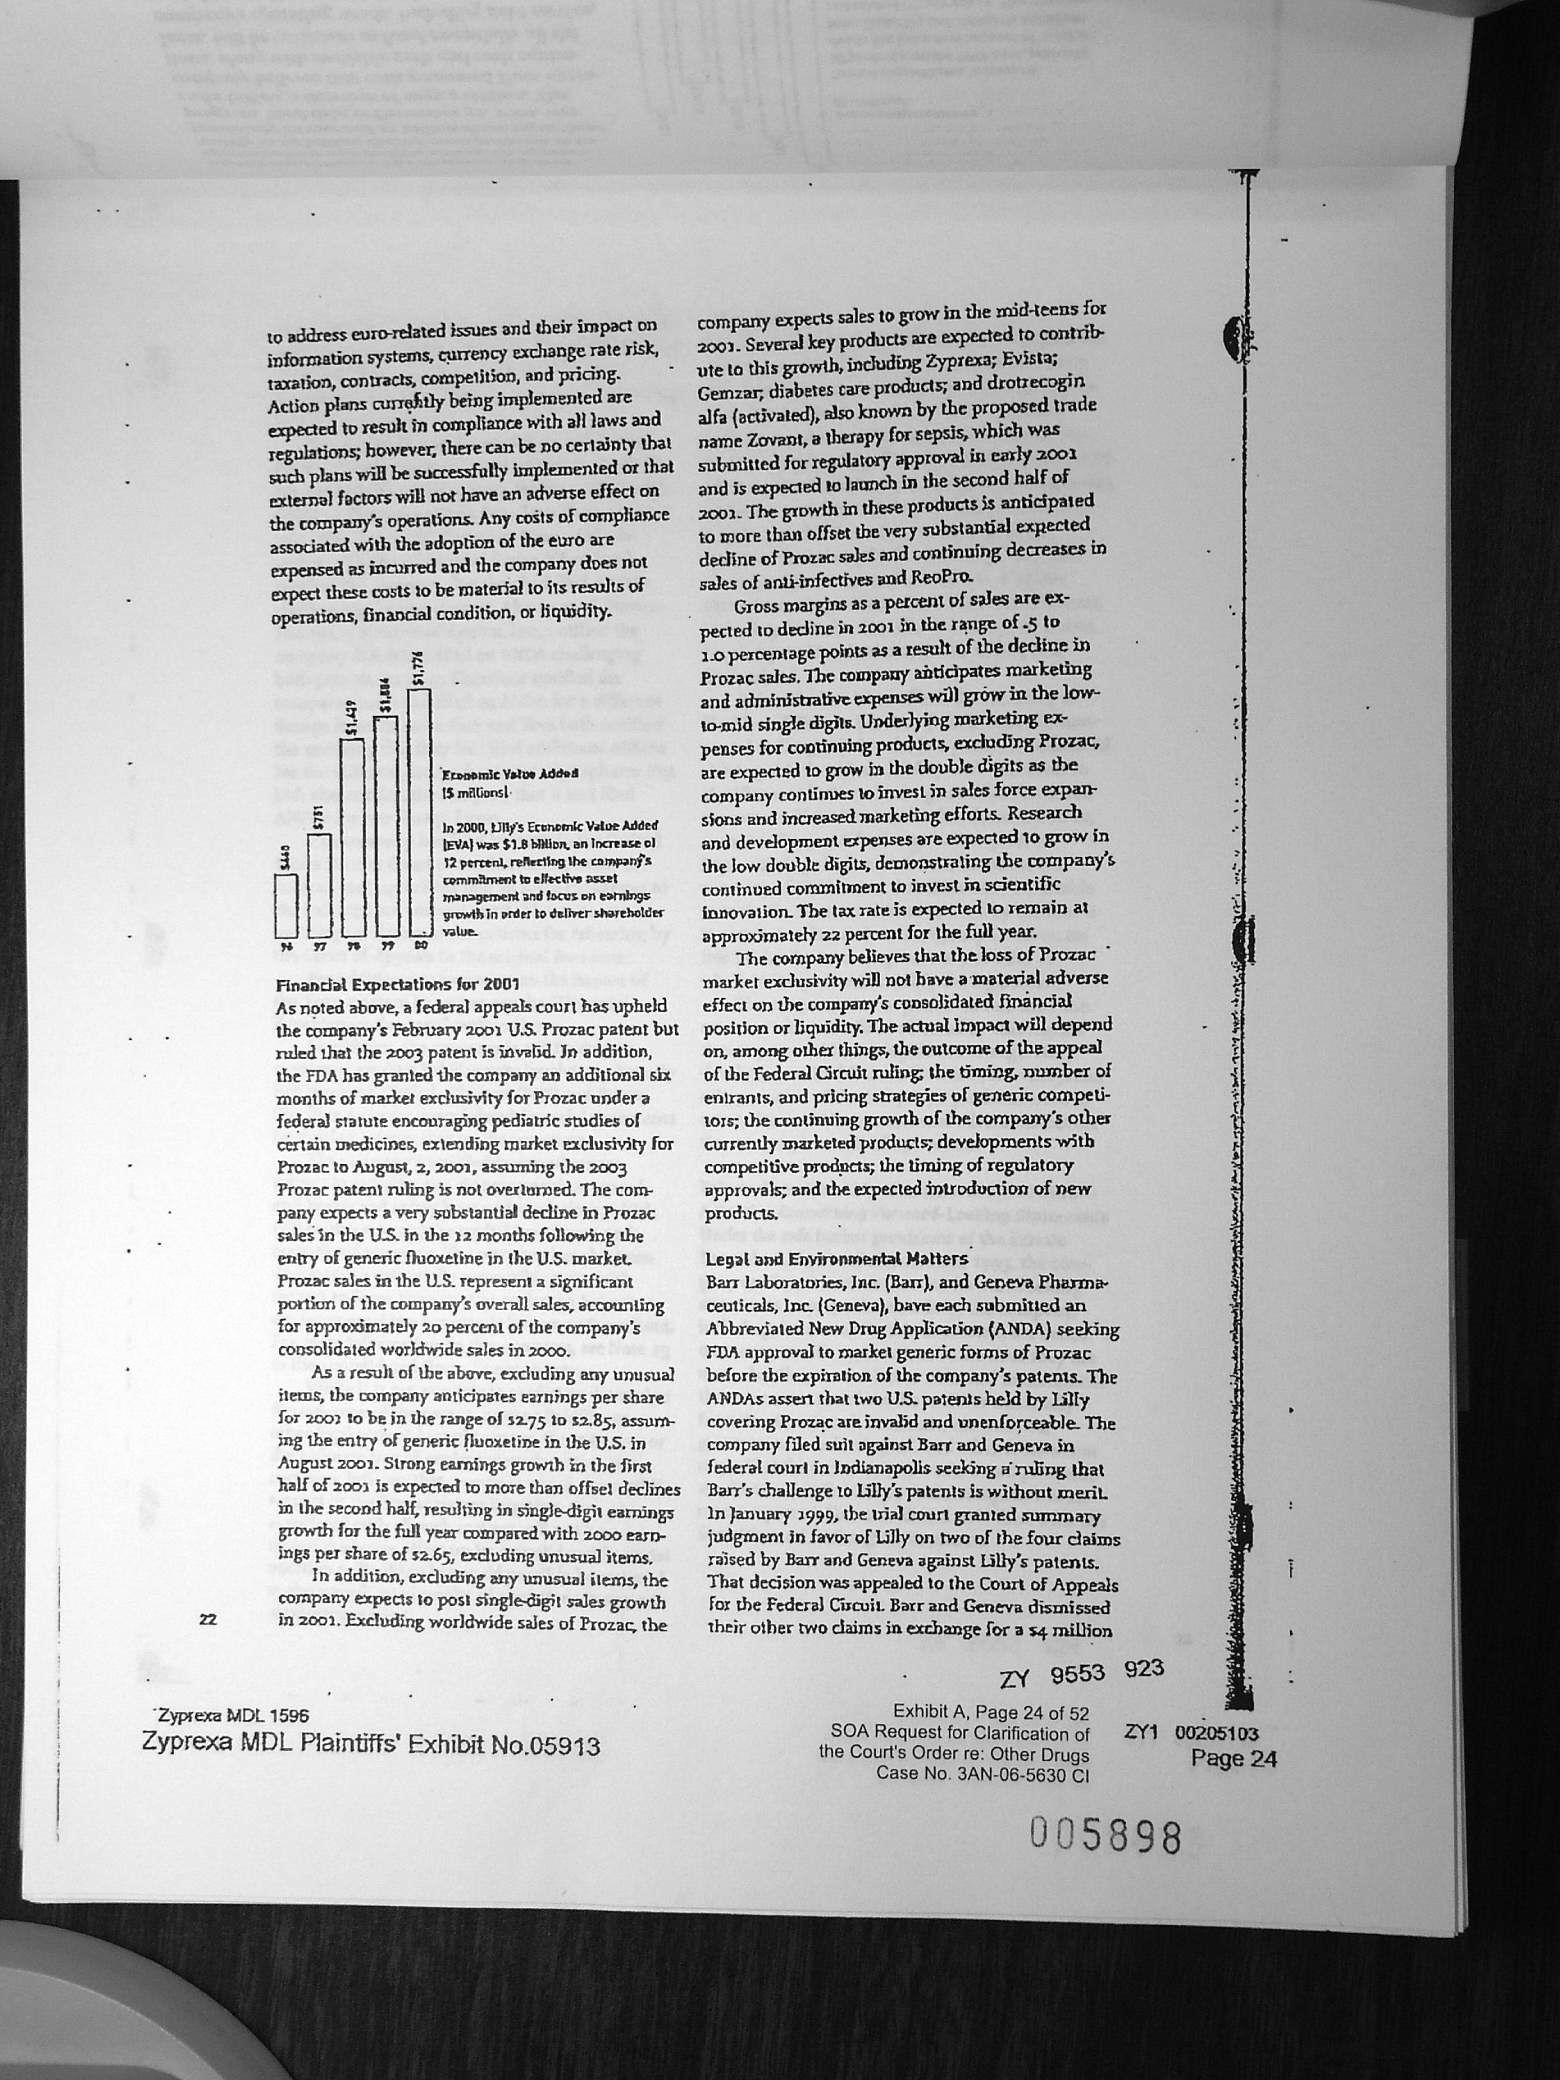 to address euro-related issues and their impact on
information systems, currency exchange rate risk,
taxation, contracts, competition, and pricing.
Action plans currently being implemented are
expected to result in compliance with all laws and
regulations; however, there can be no certainty that
such plans will be successfully implemented or that
external factors will not have an adverse effect on
the company's operations. Any costs of compliance
associated with the adoption of the euro are
expensed as incurred and the company does not
expect these costs to be material to its results of
operations, financial condition, or liquidity.
$751
$1,776
96 97 98 99 00
Economic Value Added
($ millions)
In 2000, Lilly's Economic Value Added
(EVA) was $1.8 billion, an increase of
12 percent, reflecting the company's
commitment to effective asset
management and focus on earnings
growth in order to deliver shareholder
value.
Financial Expectations for 2001
As noted above, a federal appeals court has upheld
the company's February 2001 U.S. Prozac patent but
ruled that the 2003 patent is invalid. In addition,
the FDA has granted the company an additional six
months of market exclusivity for Prozac under a
federal statute encouraging pediatric studies of
certain medicines, extending market exclusivity for
Prozac to August, 2, 2001, assuming the 2003
Prozac patent ruling is not overturned. The com-
pany expects a very substantial decline in Prozac
sales in the U.S. in the 12 months following the
entry of generic fluoxetine in the U.S. market.
Prozac sales in the U.S. represent a significant
portion of the company's overall sales, accounting
for approximately 20 percent of the company's
consolidated worldwide sales in 2000.
As a result of the above, excluding any unusual
items, the company anticipates earnings per share
for 2001 to be in the range of $2.75 to $2.85, assum-
ing the entry of generic fluoxetine in the U.S. in
August 2001. Strong earnings growth in the first
half of 2001 is expected to more than offset declines
in the second half, resulting in single-digit earnings
growth for the full year compared with 2000 earn-
ings per share of $2.65, excluding unusual items.
In addition, excluding any unusual items, the
company expects to post single-digit sales growth
in 2001. Excluding worldwide sales of Prozac, the
22
company expects sales to grow in the mid-teens for
2001. Several key products are expected to contrib-
ute to this growth, including Zyprexa; Evista;
Gemzar; diabetes care products; and drotrecogin
alfa (activated), also known by the proposed trade
name Zovant, a therapy for sepsis, which was
submitted for regulatory approval in early 2001
and is expected to launch in the second half of
2001. The growth in these products is anticipated
to more than offset the very substantial expected
decline of Prozac sales and continuing decreases in
sales of anti-infectives and ReoPro.
Gross margins as a percent of sales are ex-
pected to decline in 2001 in the range of .5 to
1.0 percentage points as a result of the decline in
Prozac sales. The company anticipates marketing
and administrative expenses will grow in the low-
to-mid single digits. Underlying marketing ex-
penses for continuing products, excluding Prozac,
are expected to grow in the double digits as the
company continues to invest in sales force expan-
sions and increased marketing efforts. Research
and development expenses are expected to grow in
the low double digits, demonstrating the company's
continued commitment to invest in scientific
innovation. The tax rate is expected to remain at
approximately 22 percent for the full year.
The company believes that the loss of Prozac
market exclusivity will not have a material adverse
effect on the company's consolidated financial
position or liquidity. The actual impact will depend
on, among other things, the outcome of the appeal
of the Federal Circuit ruling; the timing, number of
entrants, and pricing strategies of generic competi-
tors; the continuing growth of the company's other
currently marketed products; developments with
competitive products; the timing of regulatory
approvals; and the expected introduction of new
products.
Legal and Environmental Matters
Barr Laboratories, Inc. (Barr), and Geneva Pharma-
ceuticals, Inc. (Geneva), have each submitted an
Abbreviated New Drug Application (ANDA) seeking
FDA approval to market generic forms of Prozac
before the expiration of the company's patents. The
ANDAs assert that two U.S. patents held by Lilly
covering Prozac are invalid and unenforceable. The
company filed suit against Barr and Geneva in
federal court in Indianapolis seeking a ruling that
Barr's challenge to Lilly's patents is without merit.
In January 1999, the trial court granted summary
judgment in favor of Lilly on two of the four claims
raised by Barr and Geneva against Lilly's patents.
That decision was appealed to the Court of Appeals
for the Federal Circuit. Barr and Geneva dismissed
their other two claims in exchange for a $4 million
ZY 9553 923
Zyprexa MDL 1596
Zyprexa MDL Plaintiffs' Exhibit No.05913
Exhibit A, Page 24 of 52
SOA Request for Clarification of
the Court's Order re: Other Drugs
Case No. 3AN-06-5630 CI
ZY1 00205103
Page 24
005898